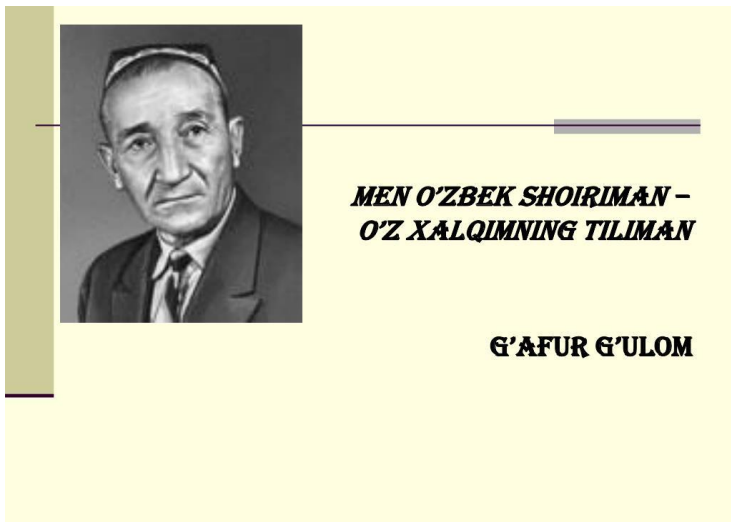 MEN O'ZBEK SHOIRIMAN –
O'Z XALQIMNING TILIMAN
G'AFUR G'ULOM